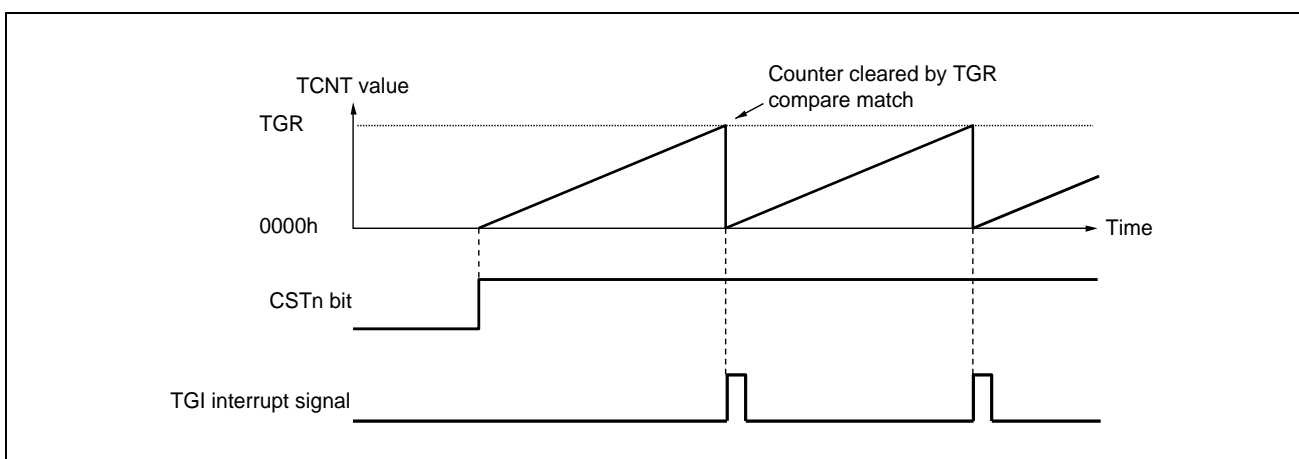 TCNT value
Counter cleared by TGR
compare match
TGR
0000h
Time
CSTn bit
TGI interrupt signal